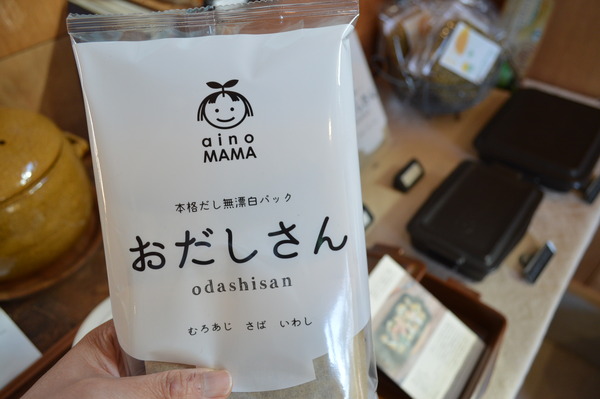 aino
MAMA
本格だし無漂白パック
おだしさん
odashisan
むろあじ さば いわし